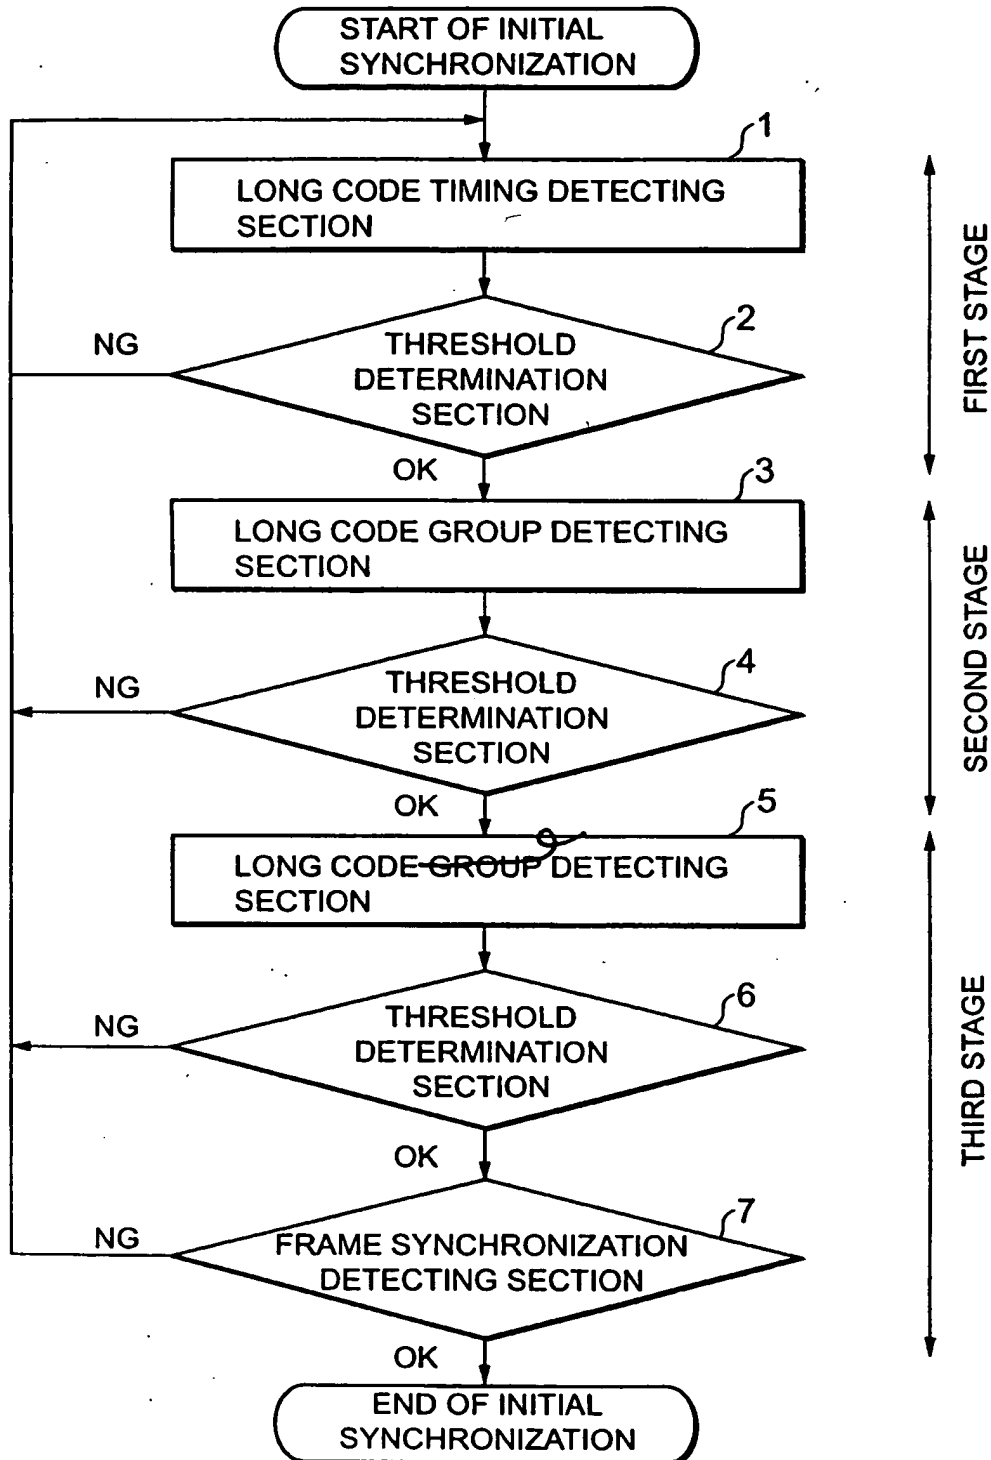 START OF INITIAL
SYNCHRONIZATION
1
LONG CODE TIMING DETECTING
SECTION
2
NG
THRESHOLD
DETERMINATION
SECTION
OK
FIRST STAGE
3
LONG CODE GROUP DETECTING
SECTION
4
NG
THRESHOLD
DETERMINATION
SECTION
OK
SECOND STAGE
5
LONG CODE GROUP DETECTING
SECTION
6
NG
THRESHOLD
DETERMINATION
SECTION
OK
THIRD STAGE
7
NG
FRAME SYNCHRONIZATION
DETECTING SECTION
OK
END OF INITIAL
SYNCHRONIZATION